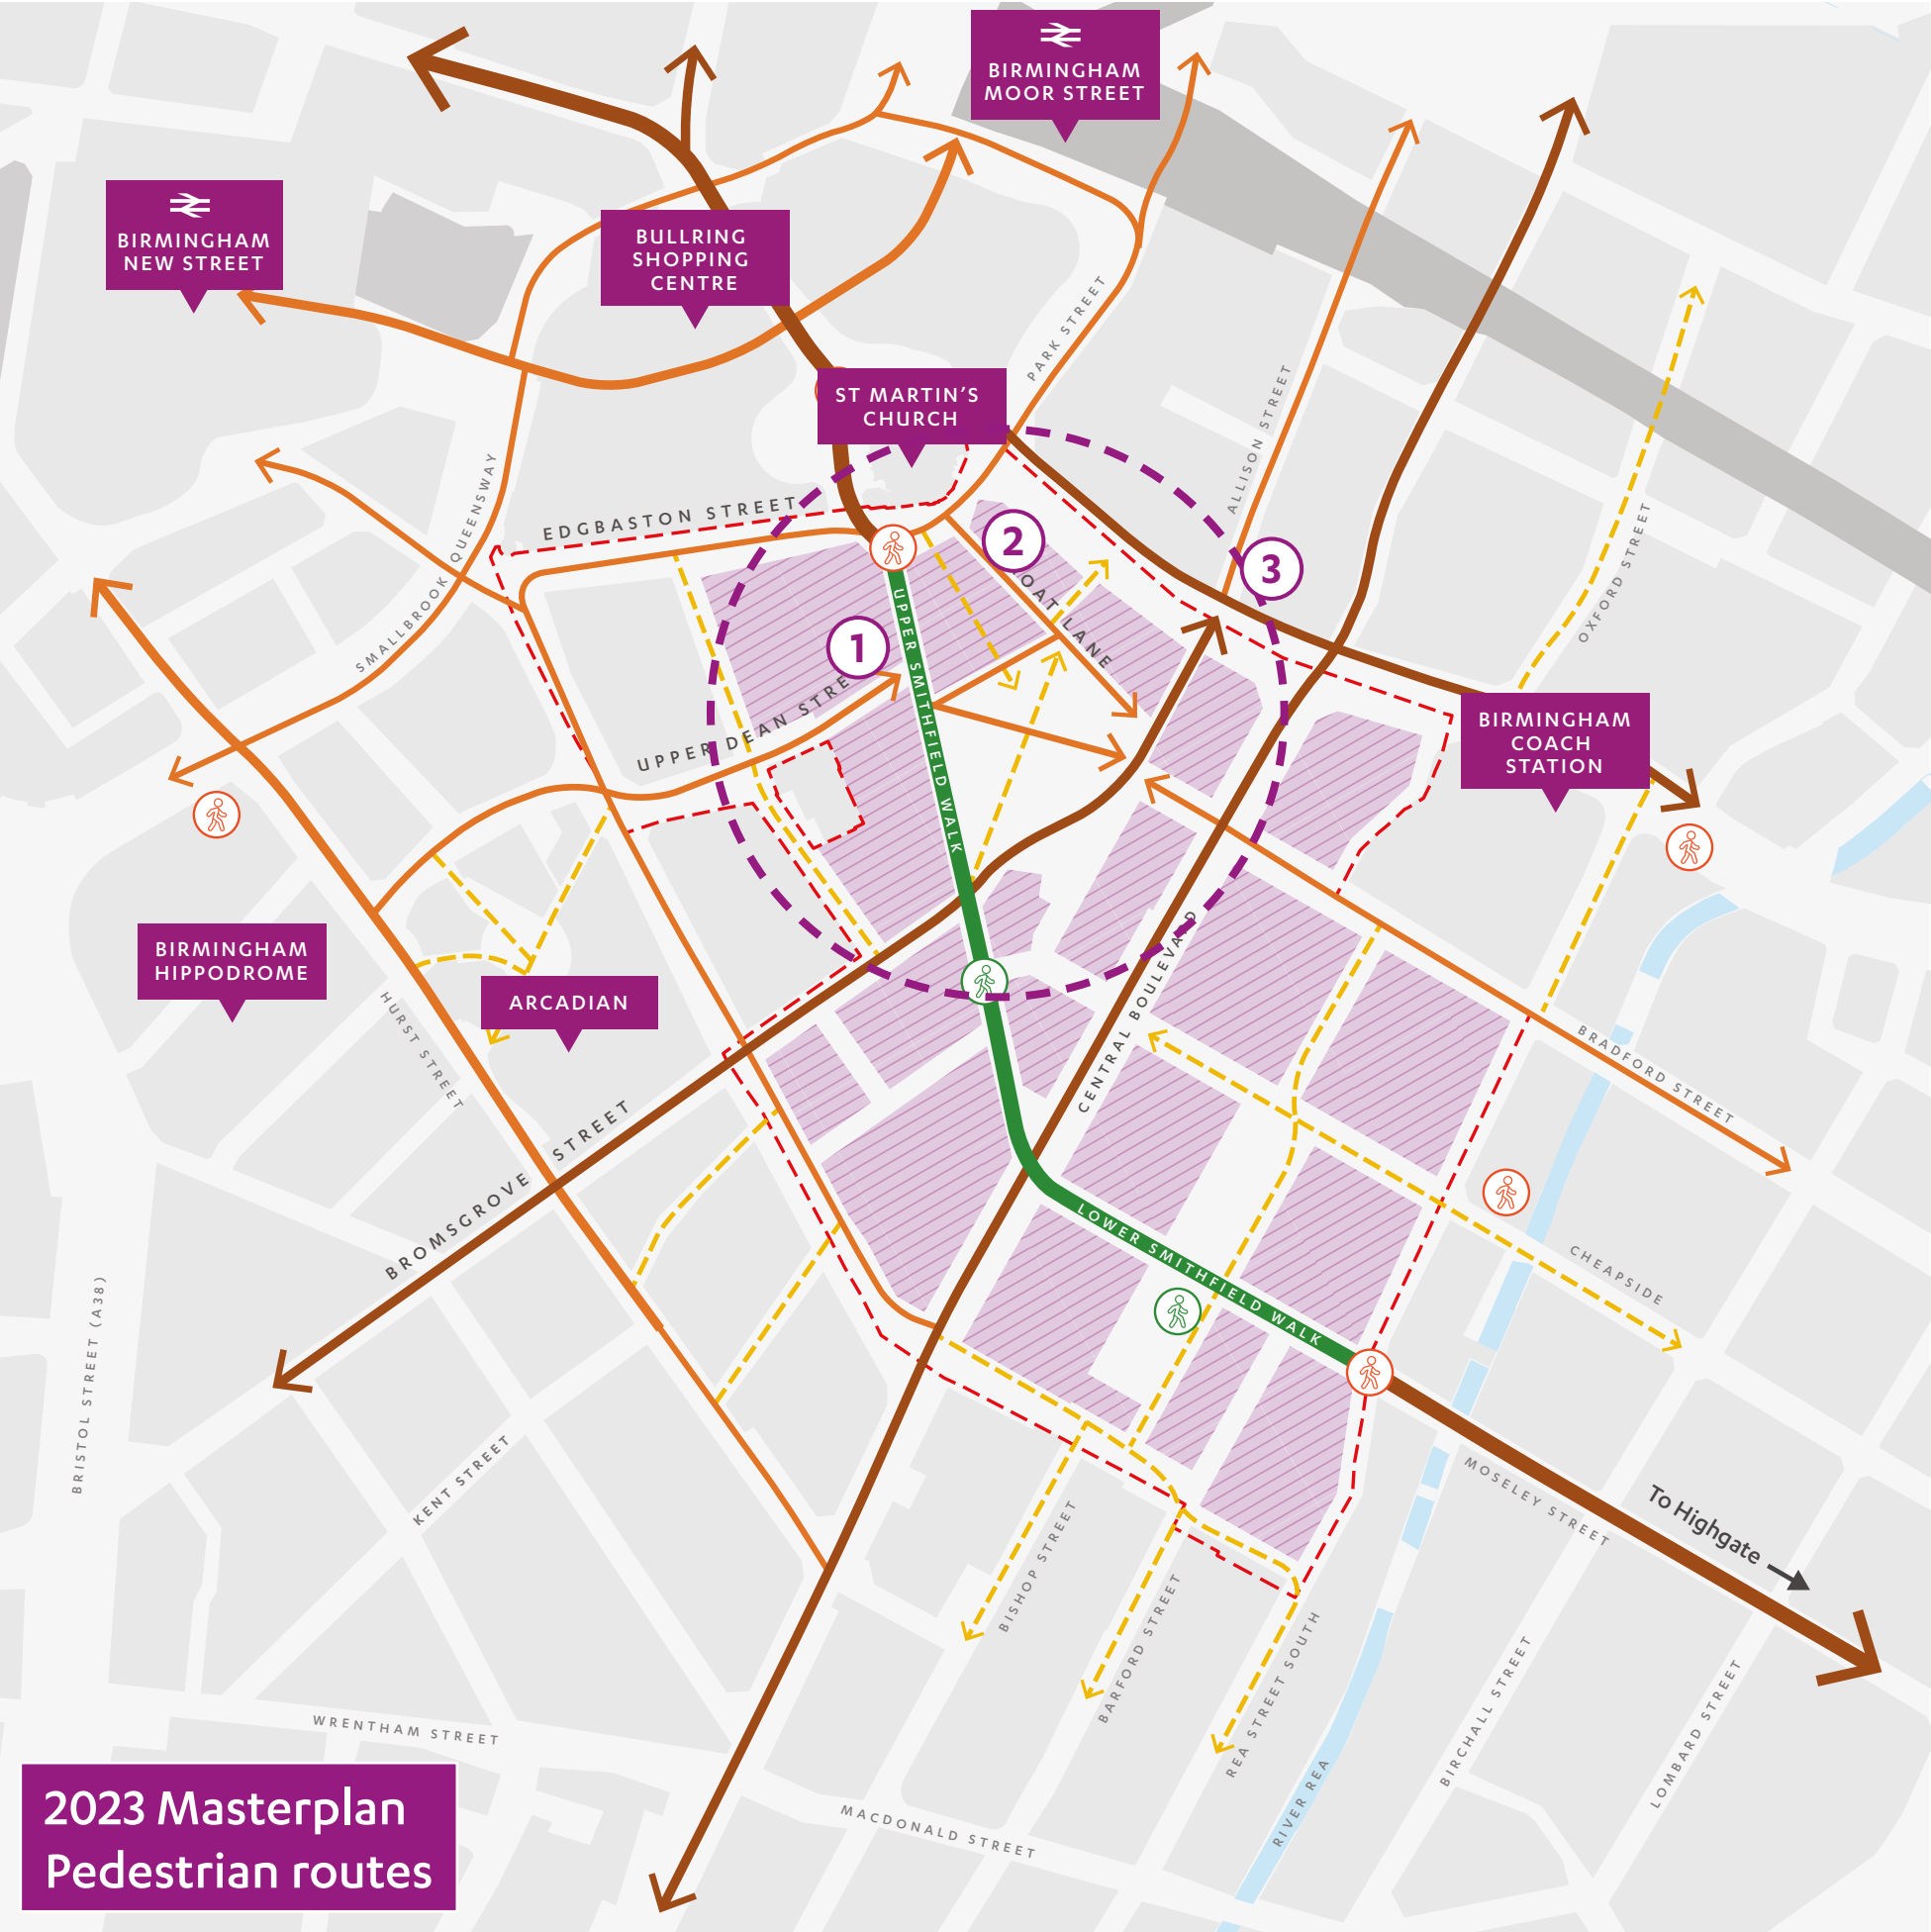 BIRMINGHAM
MOOR STREET
BIRMINGHAM
NEW STREET
BULLRING
SHOPPING
CENTRE
PARK STREET
ST MARTIN'S
CHURCH
ALLISON STREET
SMALLBROOK QUEENSWAY
EDGBASTON STREET
2
3
OXFORD STREET
OAT LANE
1
UPPER SMITHFIELD WALK
UPPER DEAN STRE
BIRMINGHAM
COACH
STATION
BIRMINGHAM
HIPPODROME
ARCADIAN
HURST STREET
CENTRAL BOULEVARD
BRADFORD STREET
BROMSGROVE STREET
LOWER SMITHFIELD WALK
CHEAPSIDE
BRISTOL STREET (A38)
KENT STREET
MOSELEY STREET
To Highgate
BISHOP STREET
BARFORD STREET
REA STREET SOUTH
BIRCHALL STREET
LOMBARD STREET
WRENTHAM STREET
RIVER REA
MACDONALD STREET
2023 Masterplan
Pedestrian routes